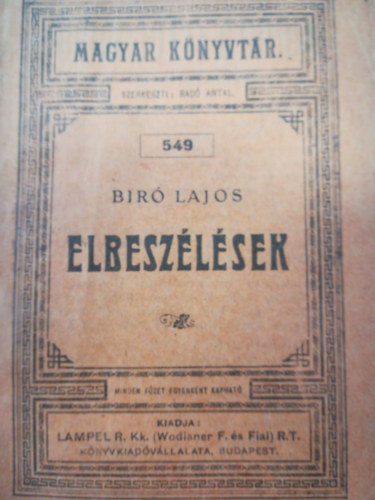 MAGYAR KÖNYVTÁR.
SZERKESZTI: RADÓ ANTAL.
549
BIRÓ LAJOS
ELBESZÉLÉSEK
MINDEN FÜZET EGYENKÉNT KAPHATÓ
KIADJA:
LAMPEL R. Kk. (Wodianer F. és Fiai) R.T.
KÖNYVKIADÓVÁLLALATA, BUDAPEST.